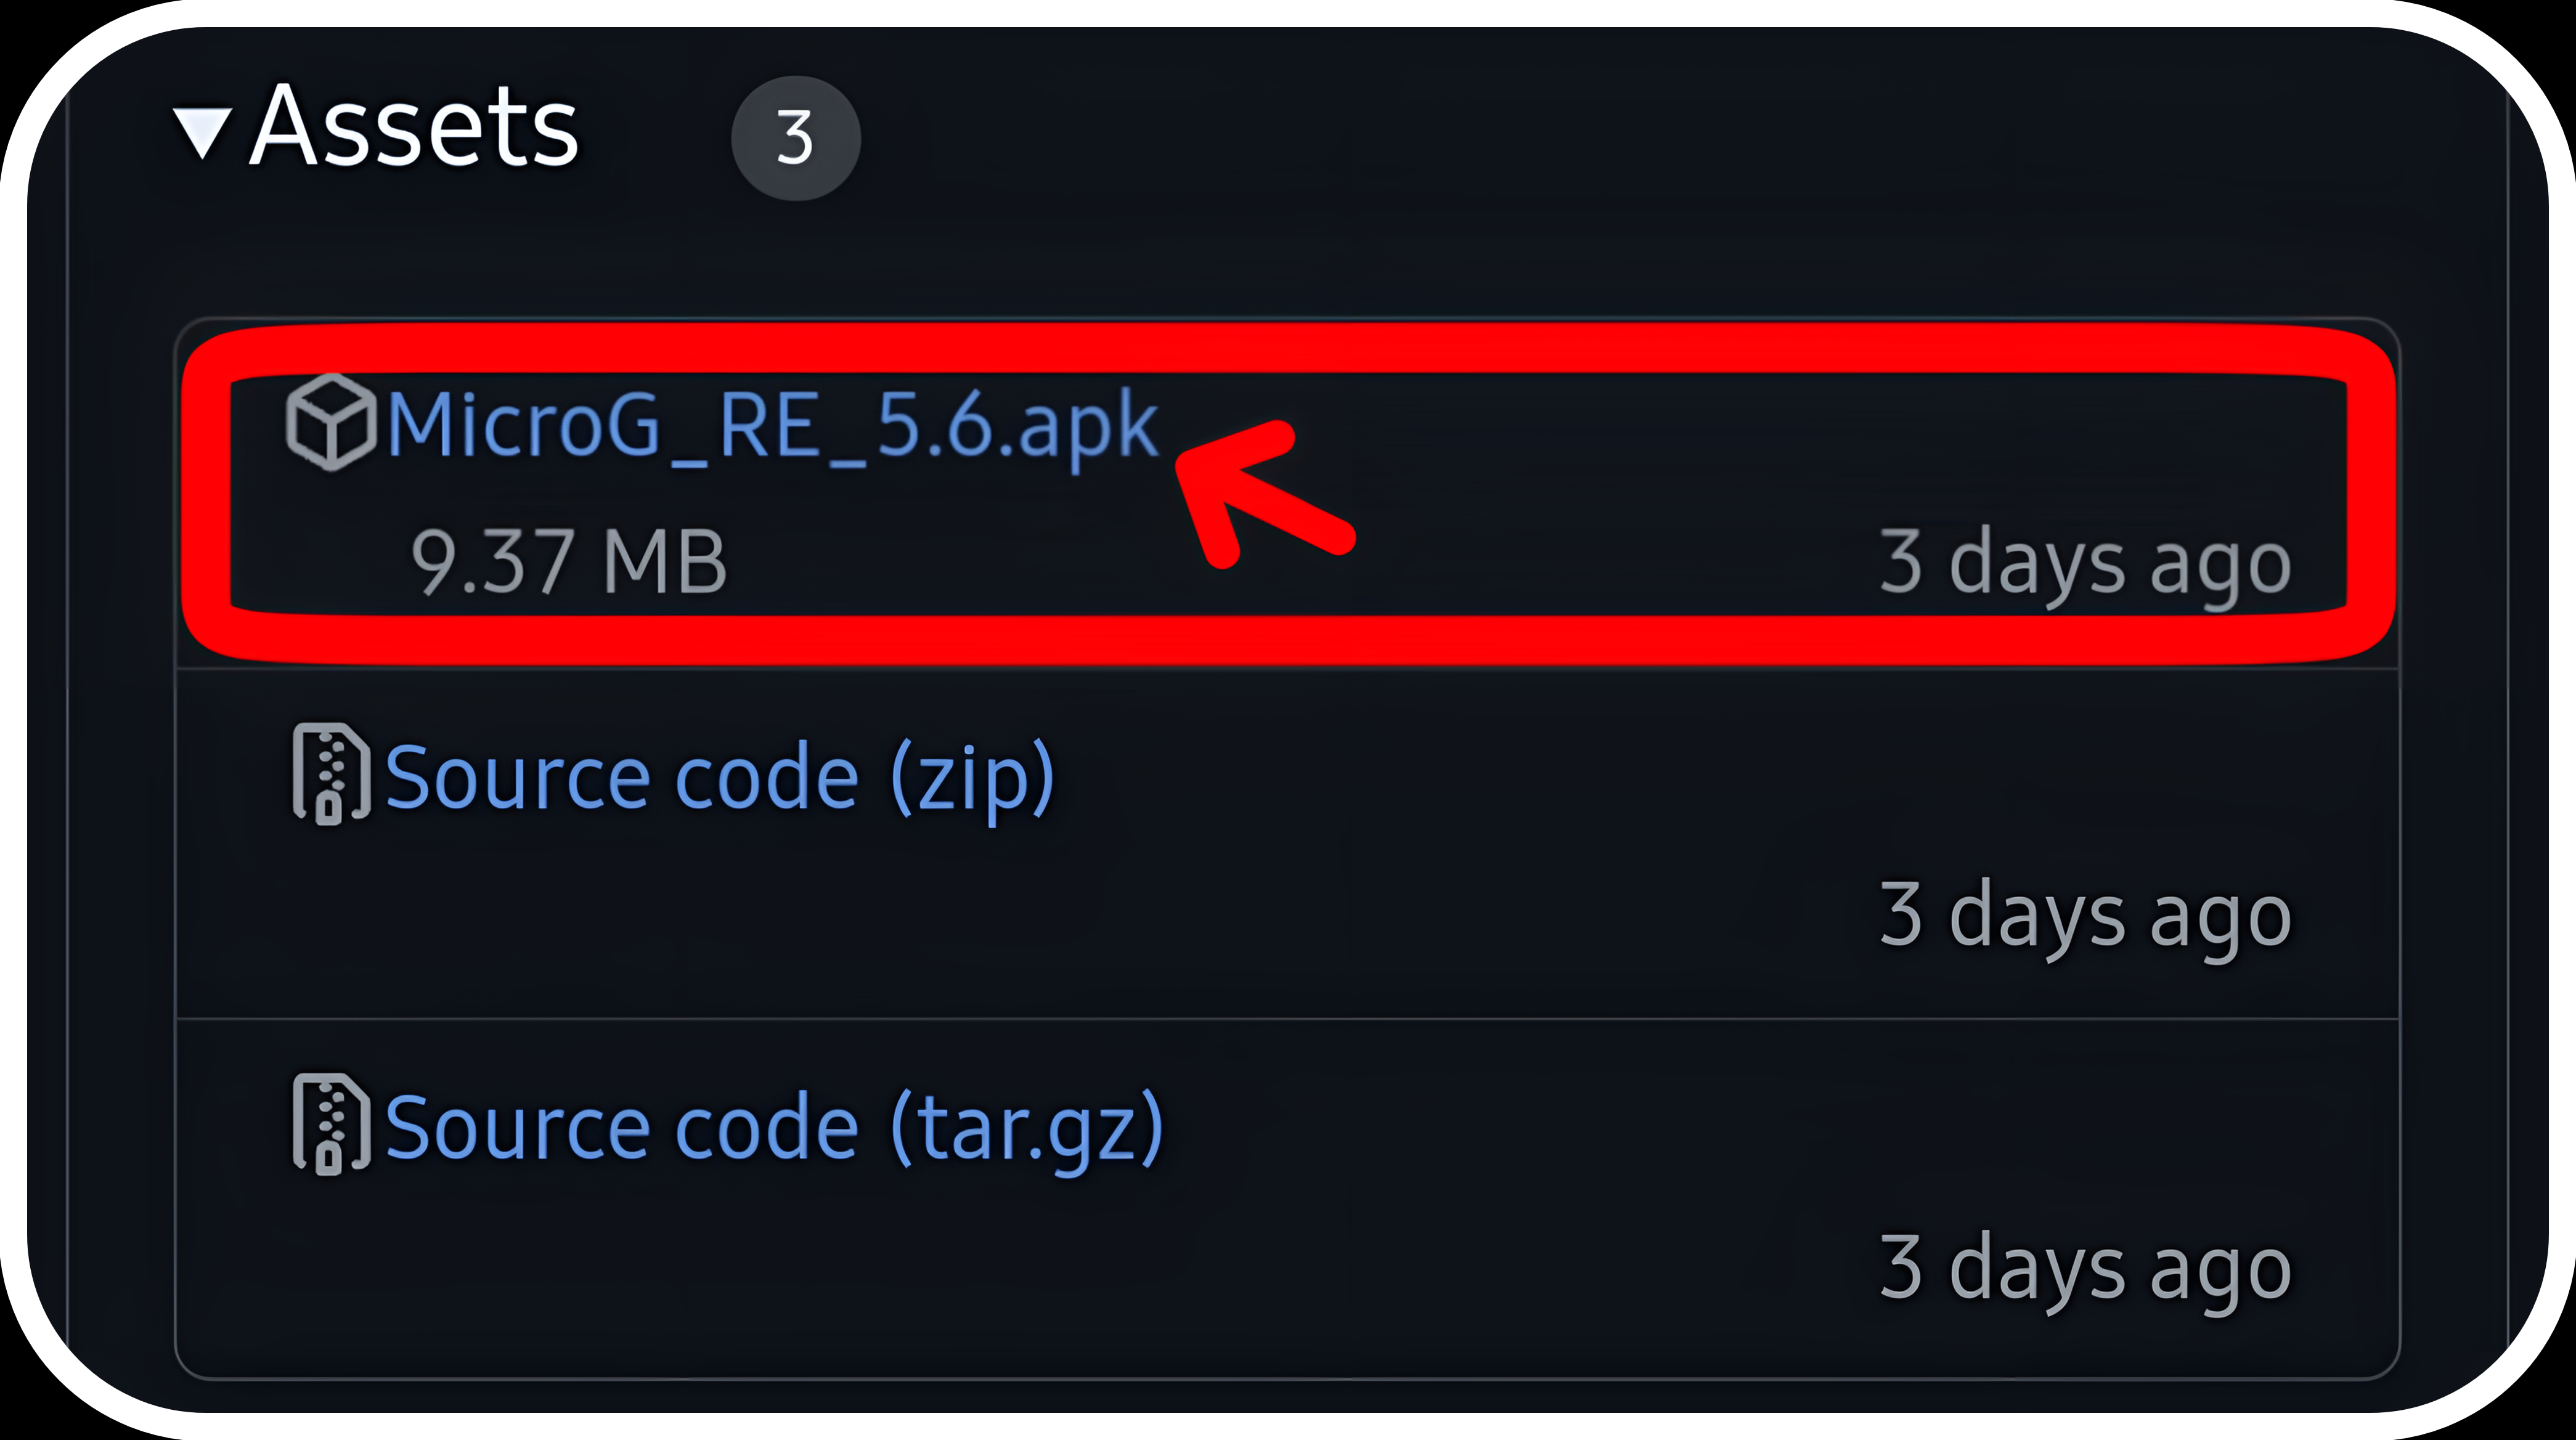 ▼Assets 3
MicroG_RE_5.6.apk
9.37 MB 3 days ago
Source code (zip)
3 days ago
Source code (tar.gz)
3 days ago